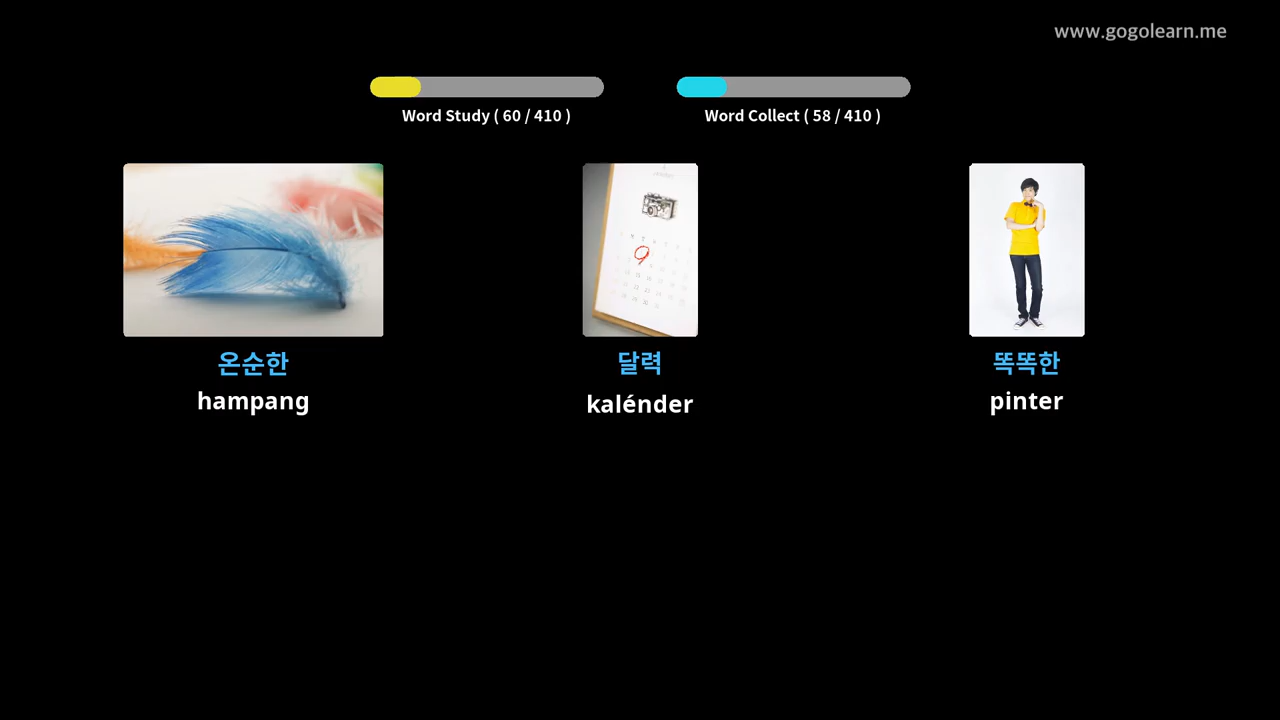 www.gogolearn.me
Word Study ( 60 / 410 )
Word Collect ( 58 / 410 )
온순한
hampang
달력
kalénder
똑똑한
pinter